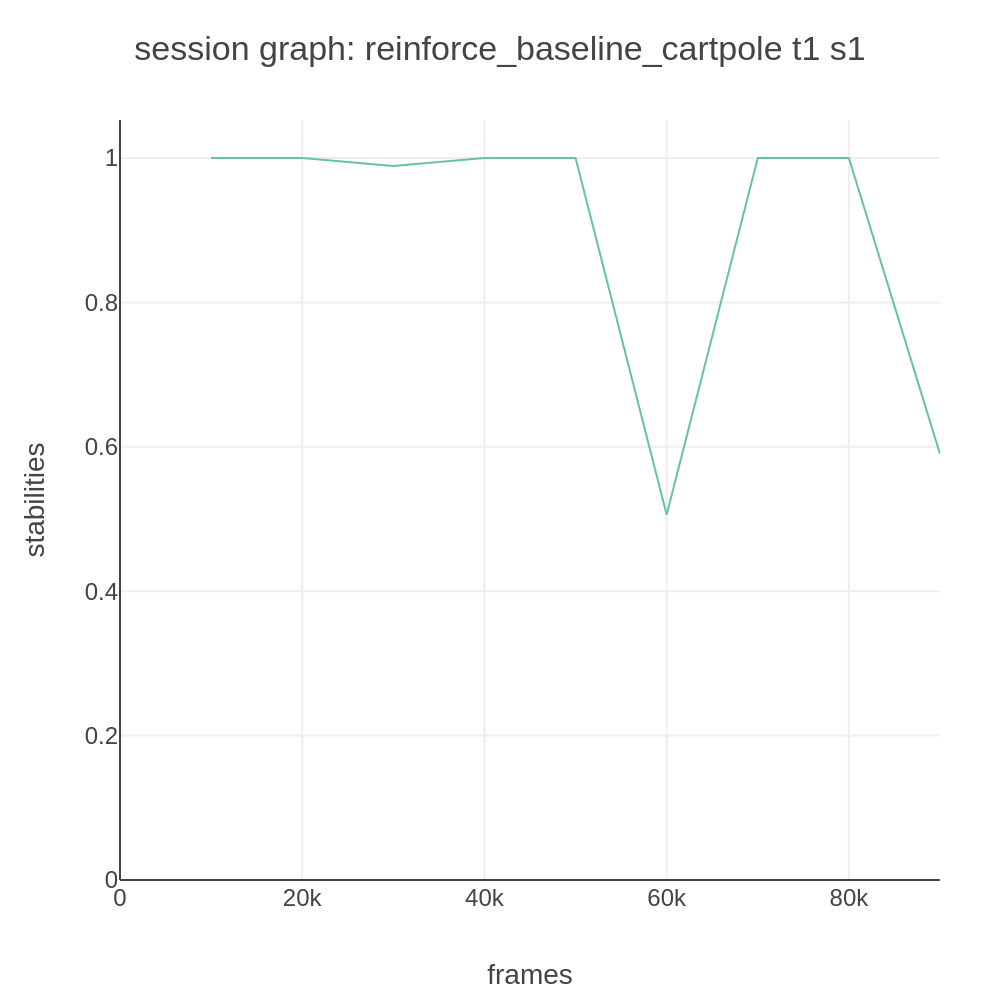 session graph: reinforce_baseline_cartpole t1 s1
1
0.8
0.6
0.4
0.2
0
stabilities
0 20k 40k 60k 80k
frames